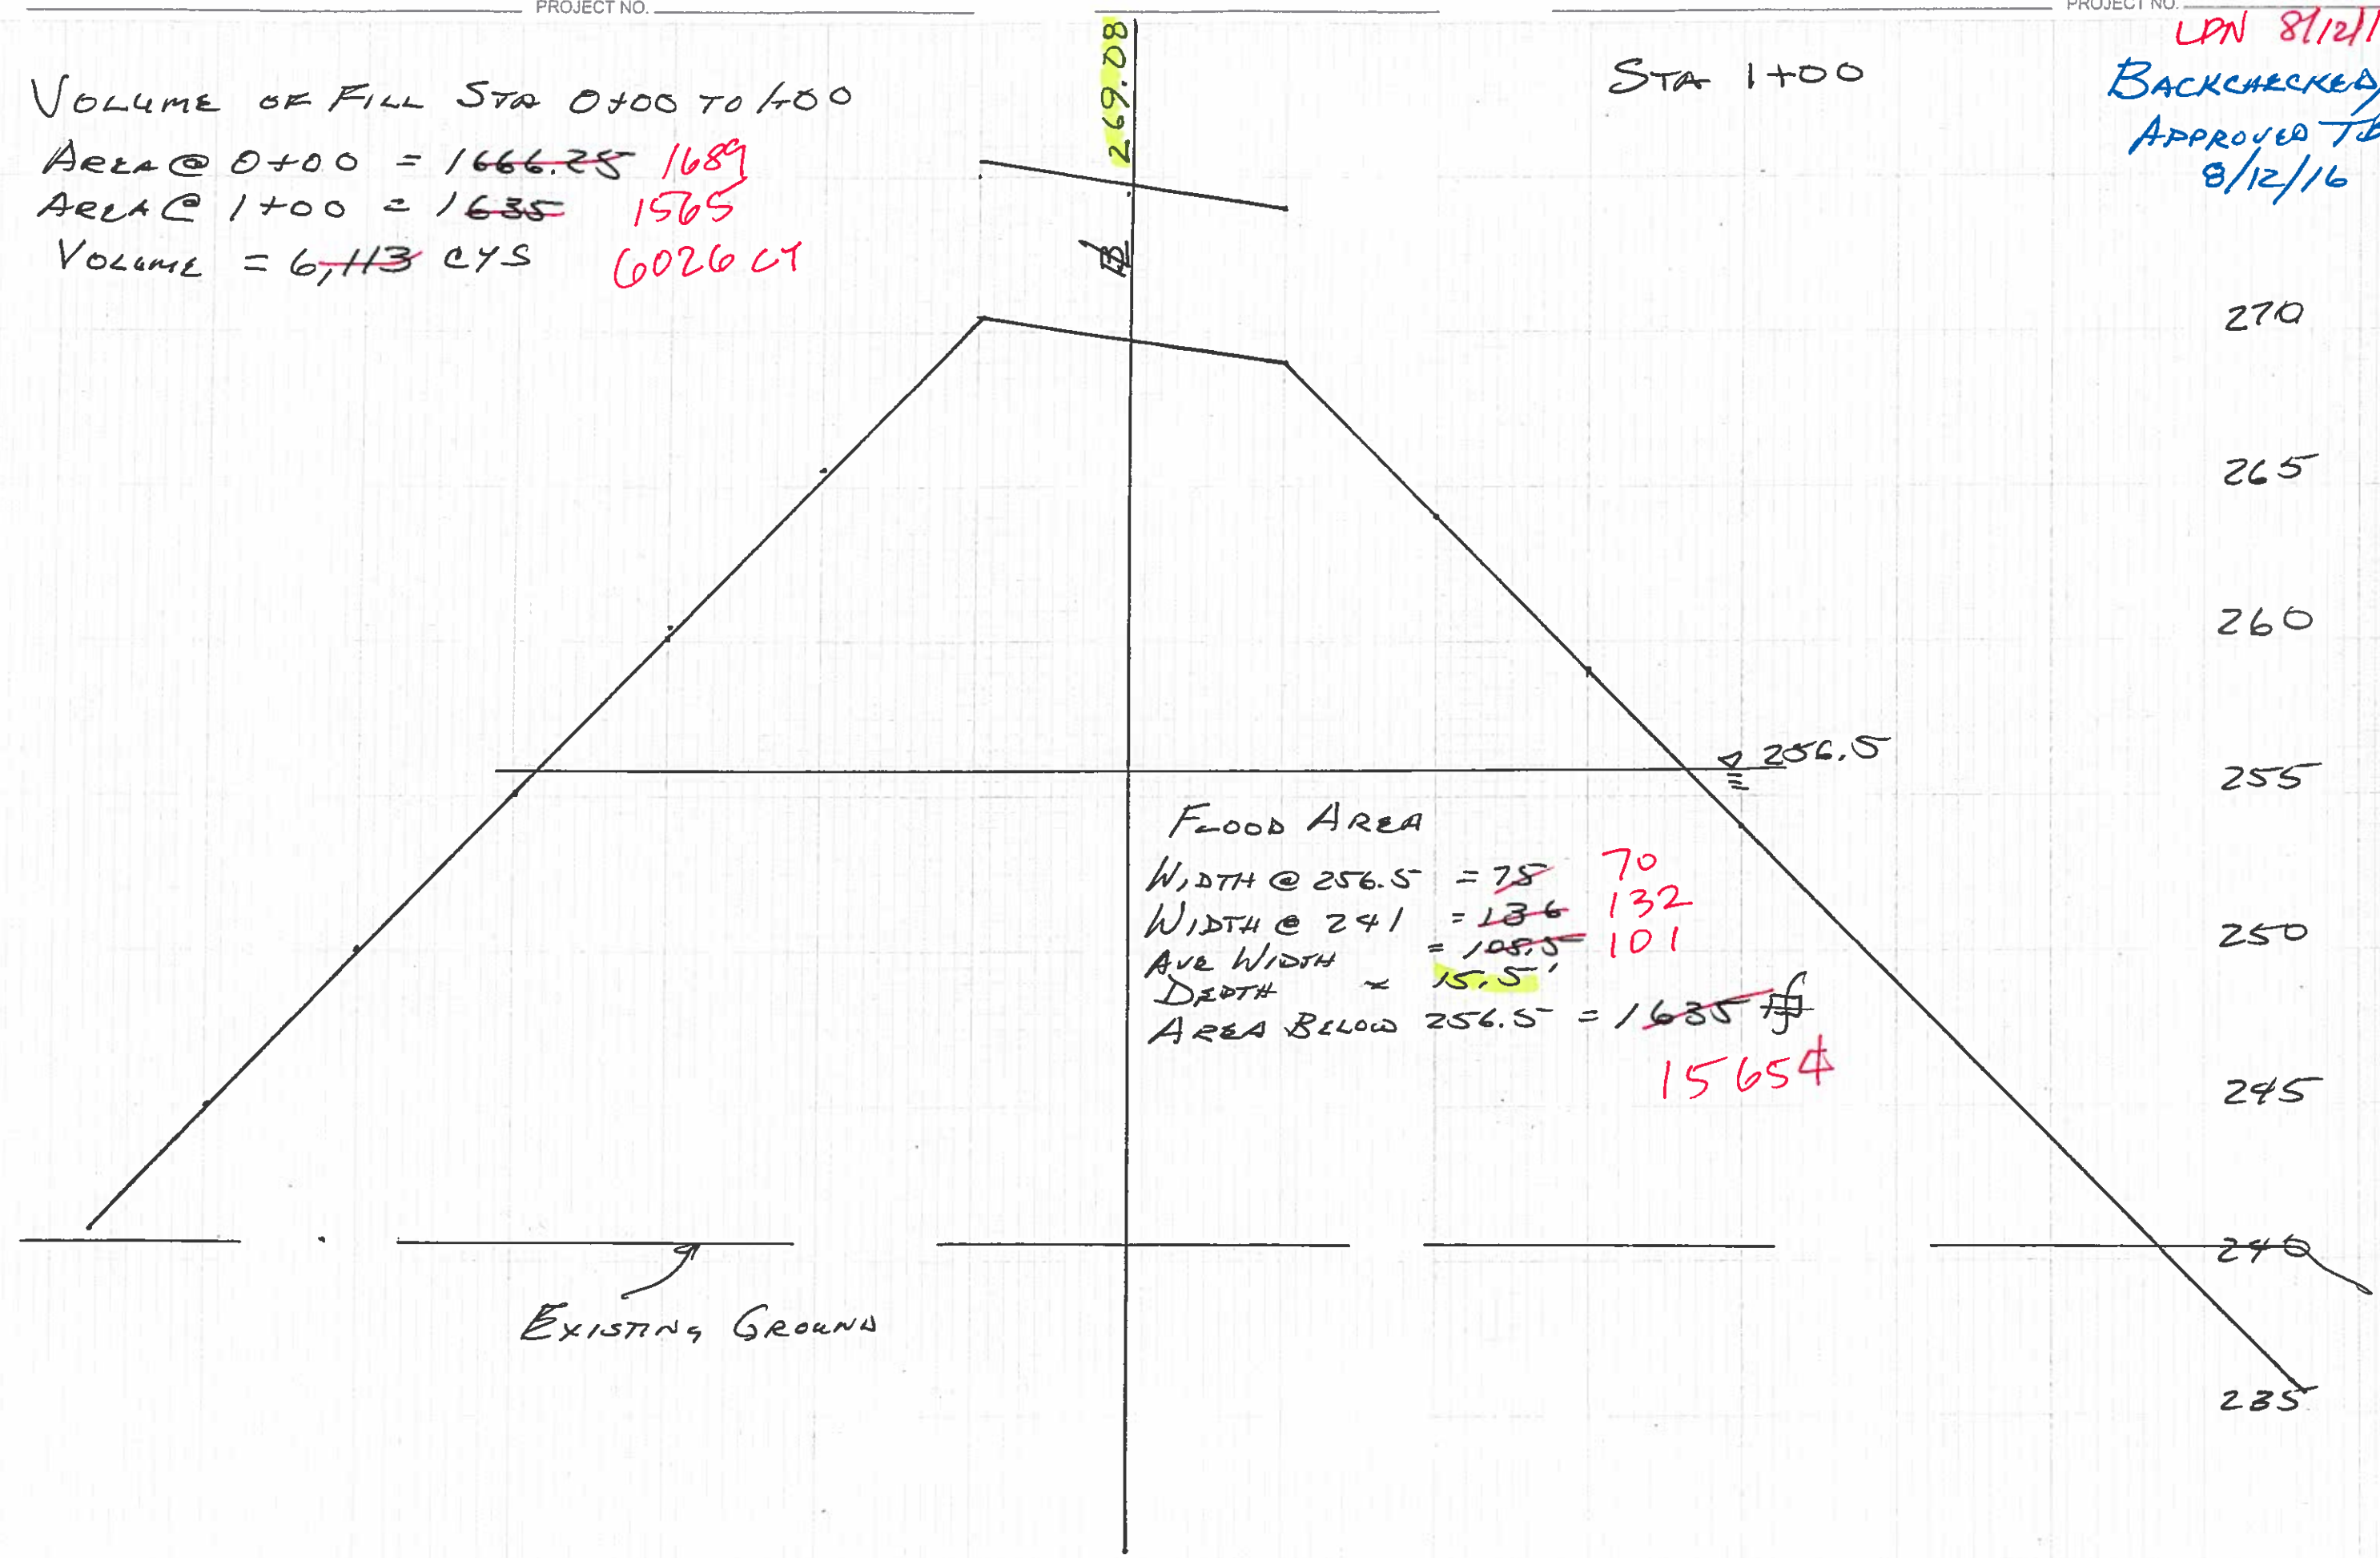 PROJECT NO.
PROJECT NO.
LDN 8/12/1
BACKCHECKED/
APPROVED TB
8/12/16
STA 1+00
269.08
VOLUME OF FILL STA 0+00 TO 1+00
AREA @ 0+00 = 1666.25 1689
AREA @ 1+00 = 1635 1565
VOLUME = 6,113 CYS 6026 CY
270
265
260
256.5
255
FLOOD AREA
WIDTH @ 256.5 = 75 70
WIDTH @ 241 = 136 132
AVE WIDTH = 105.5 101
DEPTH = 15.5'
AREA BELOW 256.5 = 1635
1565
250
245
240
EXISTING GROUND
235